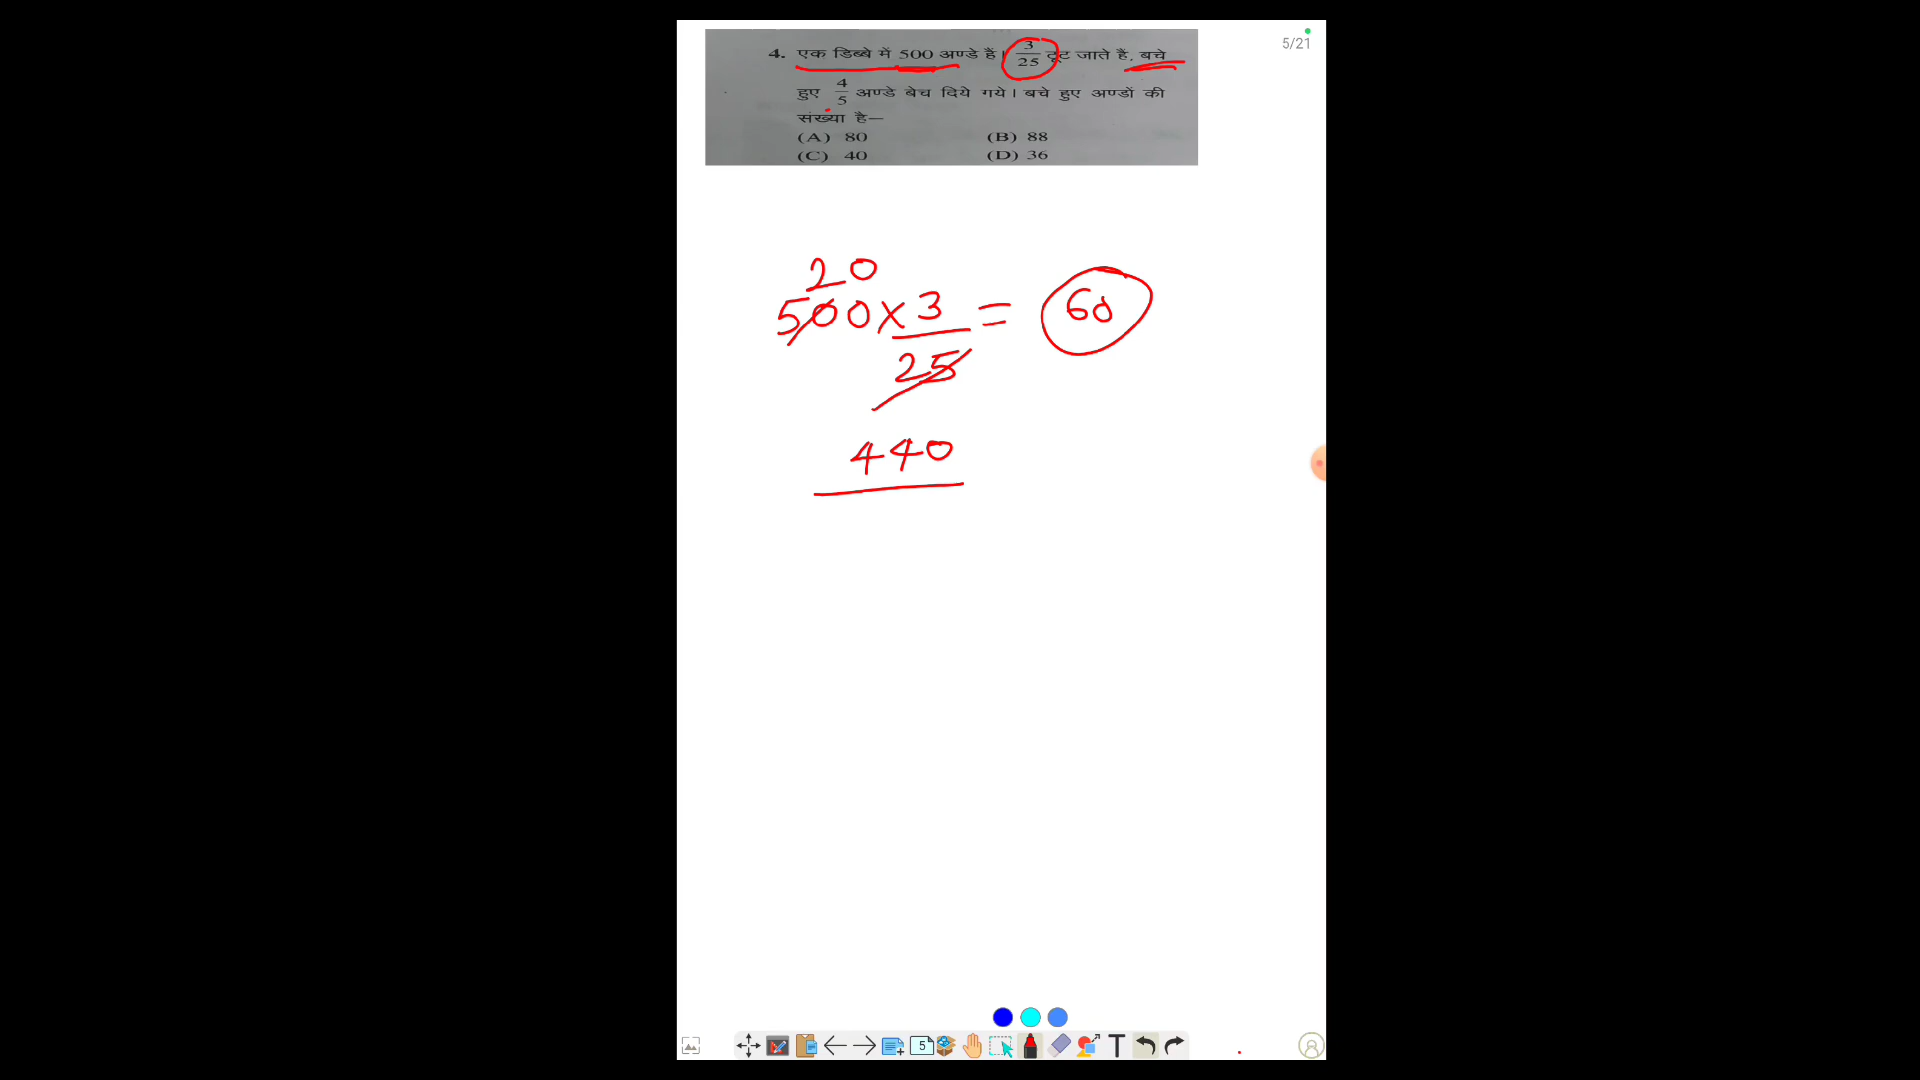 5/21
4. एक डिब्बे में 500 अण्डे हैं। 3/25 टूट जाते हैं, बचे
हुए 4/5 अण्डे बेच दिये गये। बचे हुए अण्डों की
संख्या है—
(A) 80 (B) 88
(C) 40 (D) 36
20
500 × 3/25 = 60
440
5
T